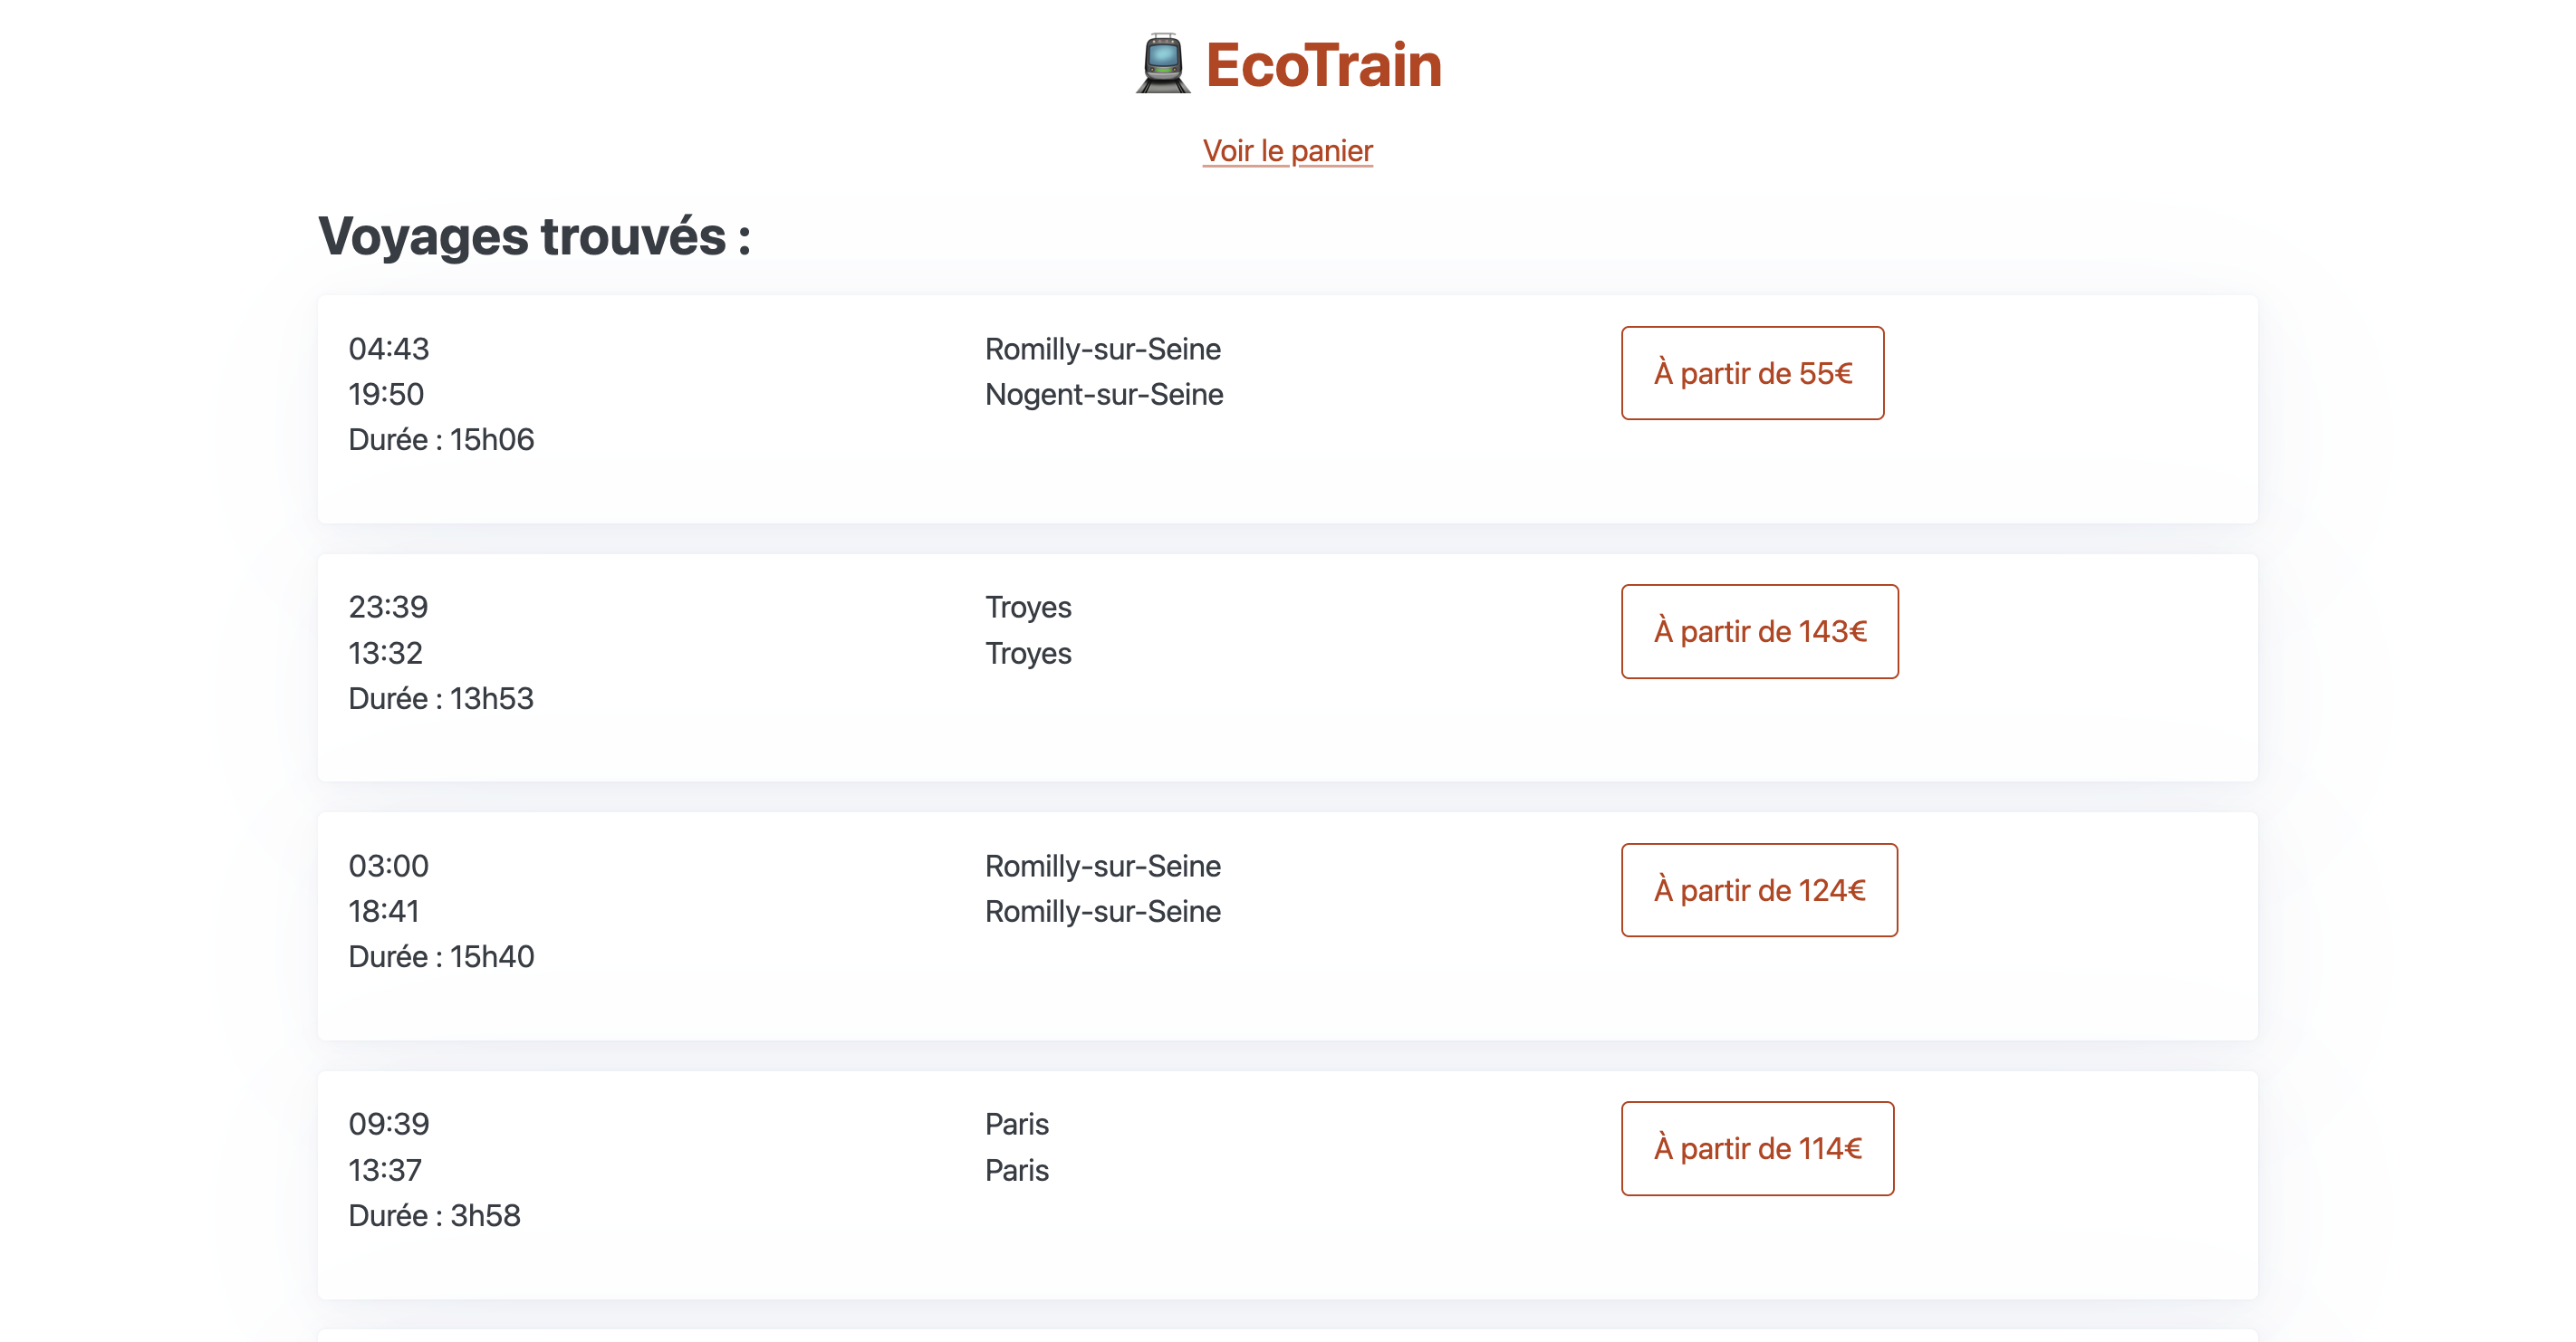 EcoTrain
Voir le panier
Voyages trouvés :
04:43
19:50
Durée : 15h06
Romilly-sur-Seine
Nogent-sur-Seine
À partir de 55€
23:39
13:32
Durée : 13h53
Troyes
Troyes
À partir de 143€
03:00
18:41
Durée : 15h40
Romilly-sur-Seine
Romilly-sur-Seine
À partir de 124€
09:39
13:37
Durée : 3h58
Paris
Paris
À partir de 114€